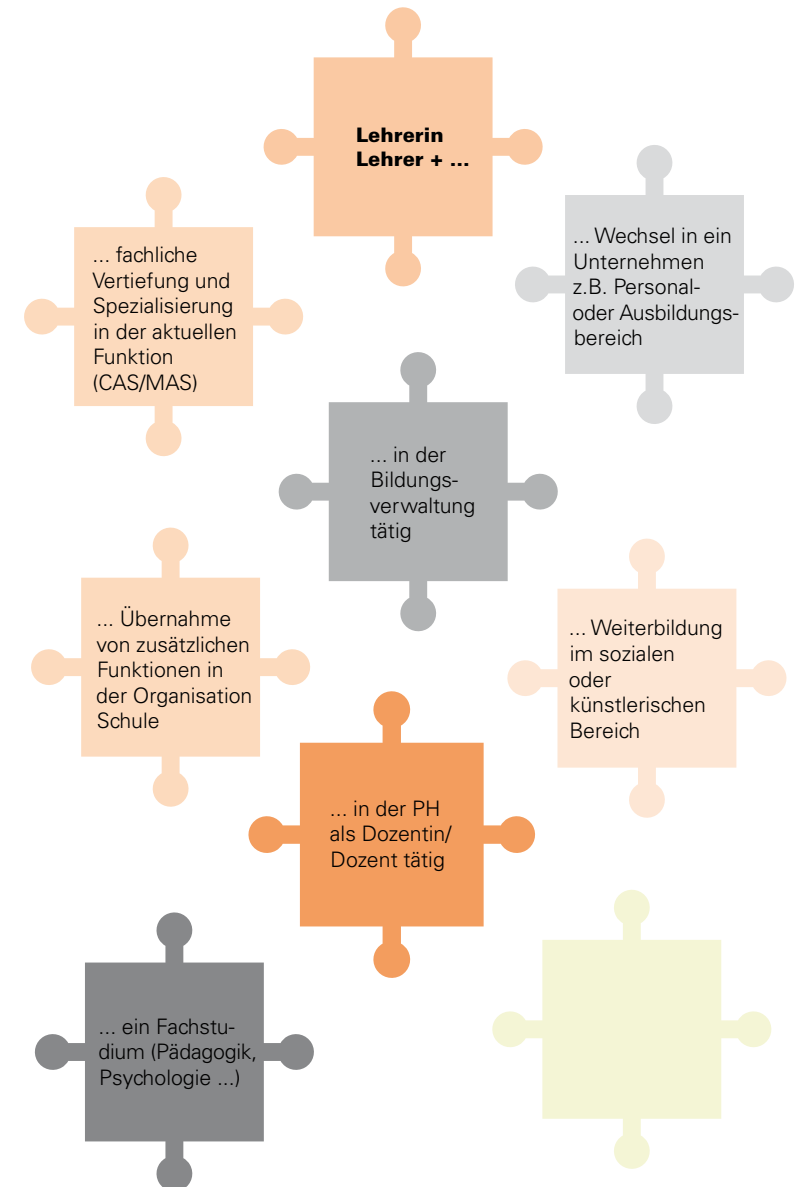 Lehrerin
Lehrer + ...
... fachliche
Vertiefung und
Spezialisierung
in der aktuellen
Funktion
(CAS/MAS)
... Wechsel in ein
Unternehmen
z.B. Personal-
oder Ausbildungs-
bereich
... in der
Bildungs-
verwaltung
tätig
... Übernahme
von zusätzlichen
Funktionen in
der Organisation
Schule
... Weiterbildung
im sozialen
oder
künstlerischen
Bereich
... in der PH
als Dozentin/
Dozent tätig
... ein Fachstu-
dium (Pädagogik,
Psychologie ...)